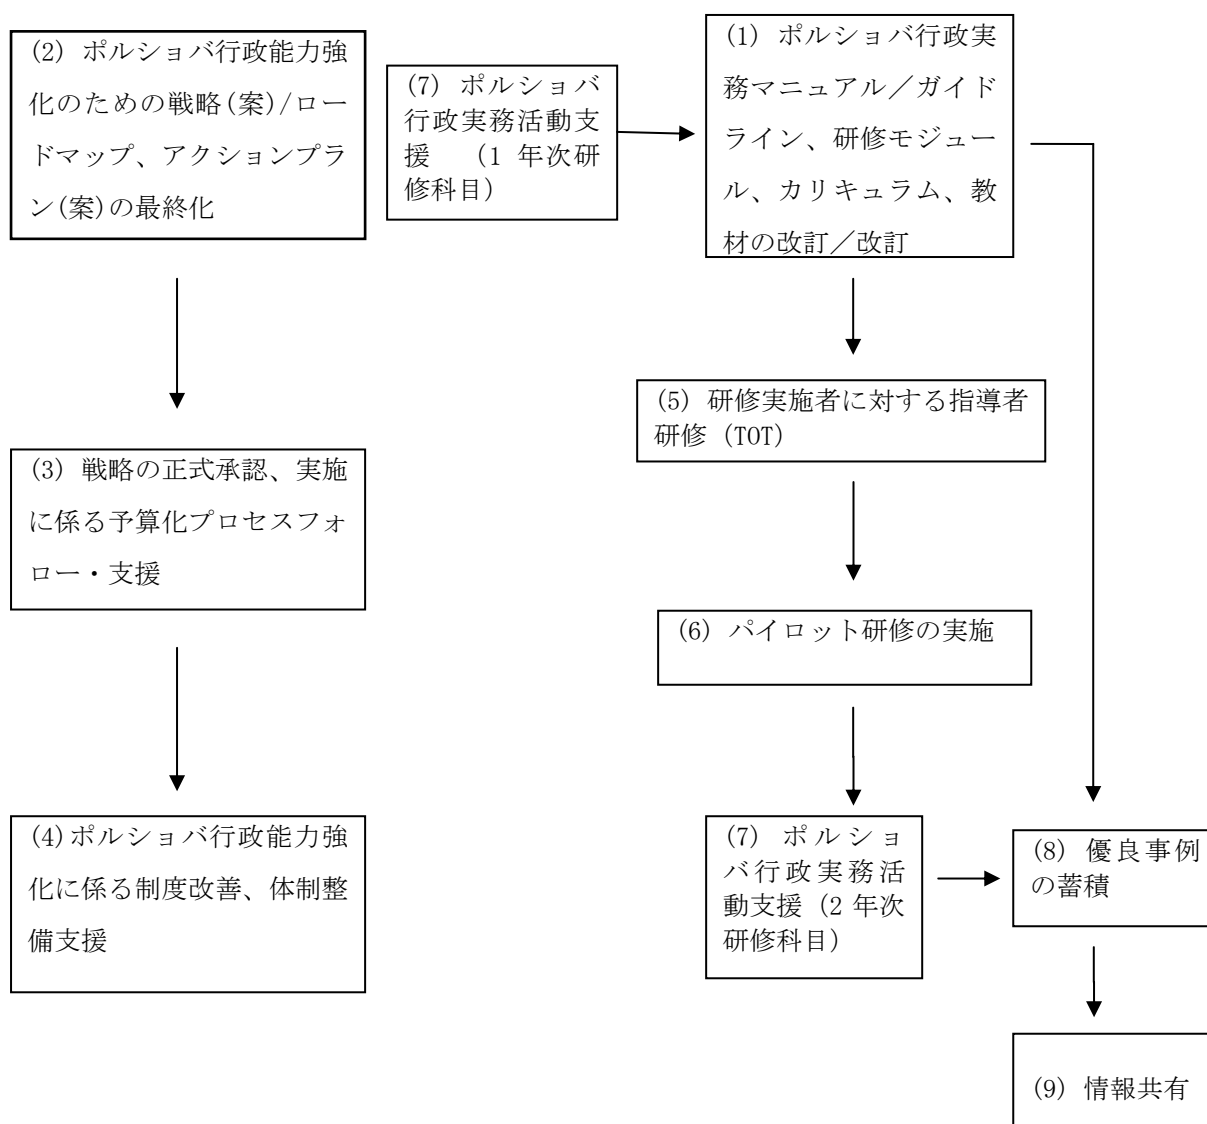 (2) ポルショバ行政能力強
化のための戦略(案)/ロー
ドマップ、アクションプラ
ン(案)の最終化
(7) ポルショバ
行政実務活動支
援 (1 年次研
修科目)
(1) ポルショバ行政実
務マニュアル／ガイド
ライン、研修モジュー
ル、カリキュラム、教
材の改訂／改訂
(5) 研修実施者に対する指導者
研修 (TOT)
(3) 戦略の正式承認、実施
に係る予算化プロセスフォ
ロー・支援
(6) パイロット研修の実施
(4)ポルショバ行政能力強
化に係る制度改善、体制整
備支援
(7) ポルショ
バ行政実務活
動支援 (2 年次
研修科目)
(8) 優良事例
の蓄積
(9) 情報共有